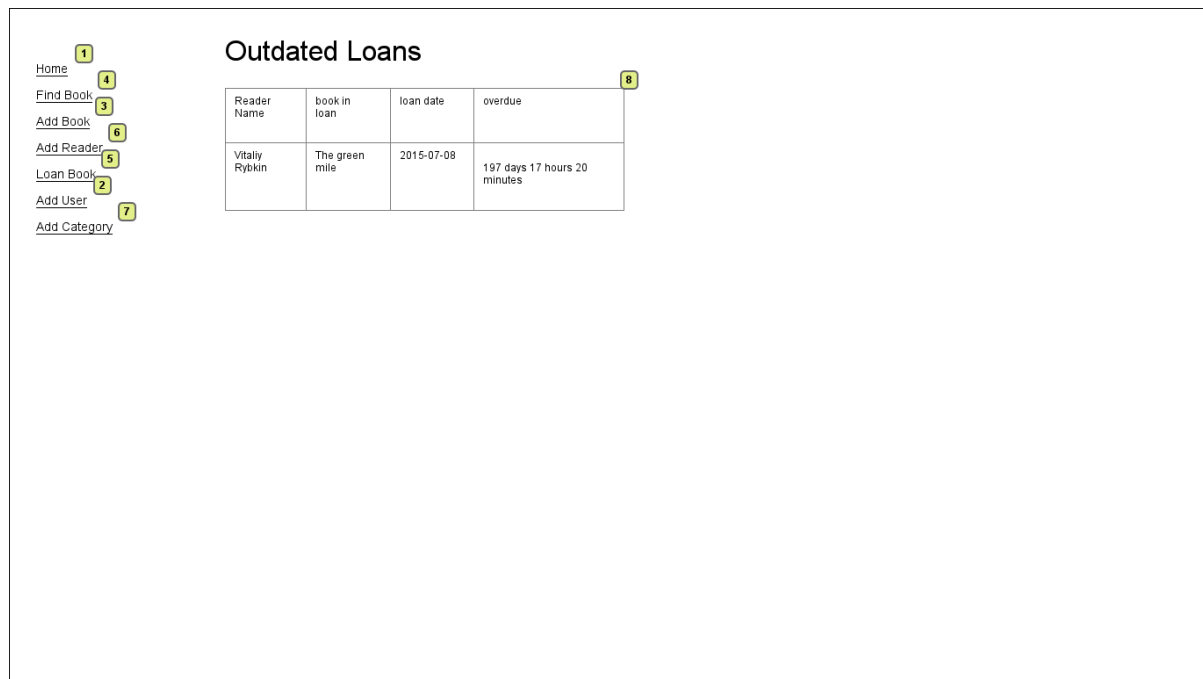 1
Home
4
Find Book
3
Add Book
6
Add Reader
5
Loan Book
2
Add User
7
Add Category
Outdated Loans
8
Reader
Name
book in
loan
loan date
overdue
Vitaliy
Rybkin
The green
mile
2015-07-08
197 days 17 hours 20
minutes